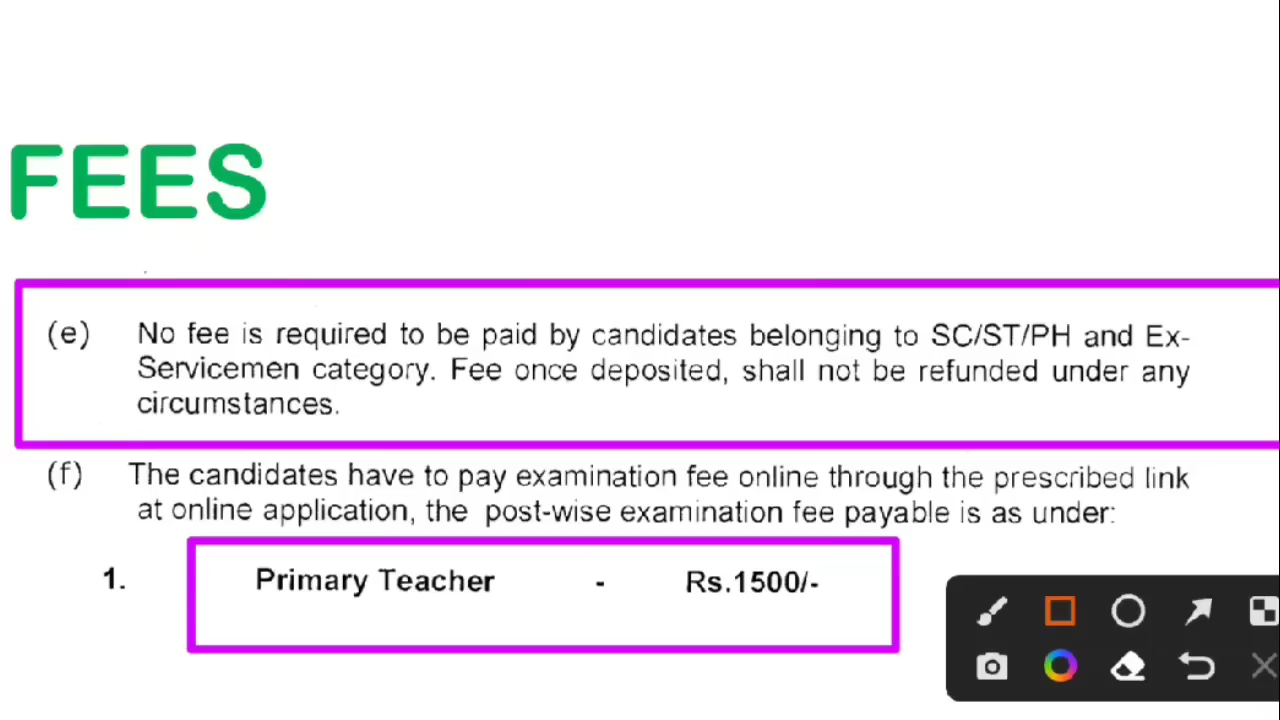 FEES
(e) No fee is required to be paid by candidates belonging to SC/ST/PH and Ex-
Servicemen category. Fee once deposited, shall not be refunded under any
circumstances.
(f) The candidates have to pay examination fee online through the prescribed link
at online application, the post-wise examination fee payable is as under:
1. Primary Teacher - Rs.1500/-